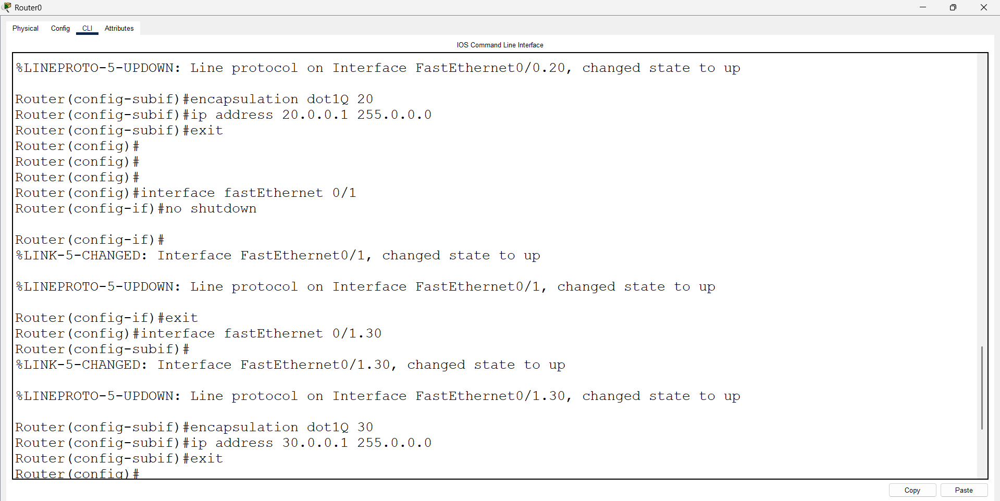 Router0
Physical Config CLI Attributes
IOS Command Line Interface
%LINEPROTO-5-UPDOWN: Line protocol on Interface FastEthernet0/0.20, changed state to up
Router(config-subif)#encapsulation dot1Q 20
Router(config-subif)#ip address 20.0.0.1 255.0.0.0
Router(config-subif)#exit
Router(config)#
Router(config)#
Router(config)#
Router(config)#interface fastEthernet 0/1
Router(config-if)#no shutdown
Router(config-if)#
%LINK-5-CHANGED: Interface FastEthernet0/1, changed state to up
%LINEPROTO-5-UPDOWN: Line protocol on Interface FastEthernet0/1, changed state to up
Router(config-if)#exit
Router(config)#interface fastEthernet 0/1.30
Router(config-subif)#
%LINK-5-CHANGED: Interface FastEthernet0/1.30, changed state to up
%LINEPROTO-5-UPDOWN: Line protocol on Interface FastEthernet0/1.30, changed state to up
Router(config-subif)#encapsulation dot1Q 30
Router(config-subif)#ip address 30.0.0.1 255.0.0.0
Router(config-subif)#exit
Router(config)#
Copy Paste